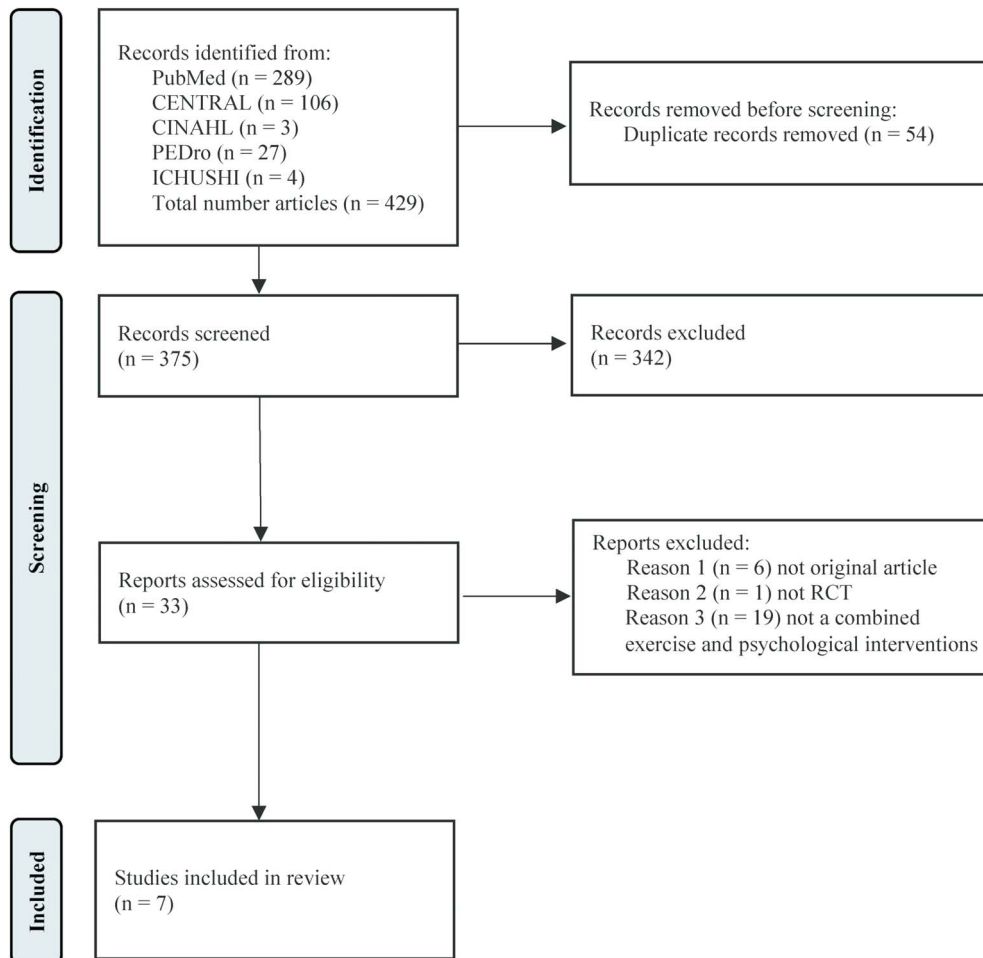 Identification
Records identified from:
PubMed (n = 289)
CENTRAL (n = 106)
CINAHL (n = 3)
PEDro (n = 27)
ICHUSHI (n = 4)
Total number articles (n = 429)
Records removed before screening:
Duplicate records removed (n = 54)
Screening
Records screened
(n = 375)
Records excluded
(n = 342)
Reports assessed for eligibility
(n = 33)
Reports excluded:
Reason 1 (n = 6) not original article
Reason 2 (n = 1) not RCT
Reason 3 (n = 19) not a combined
exercise and psychological interventions
Included
Studies included in review
(n = 7)